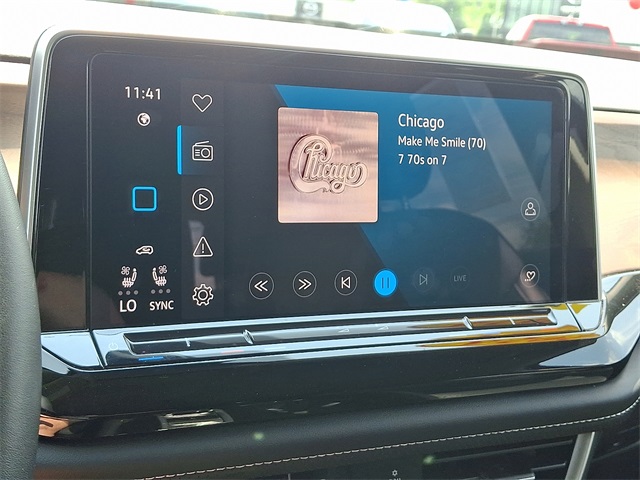 11:41
Chicago
Chicago
Make Me Smile (70)
7 70s on 7
LIVE
LO
SYNC